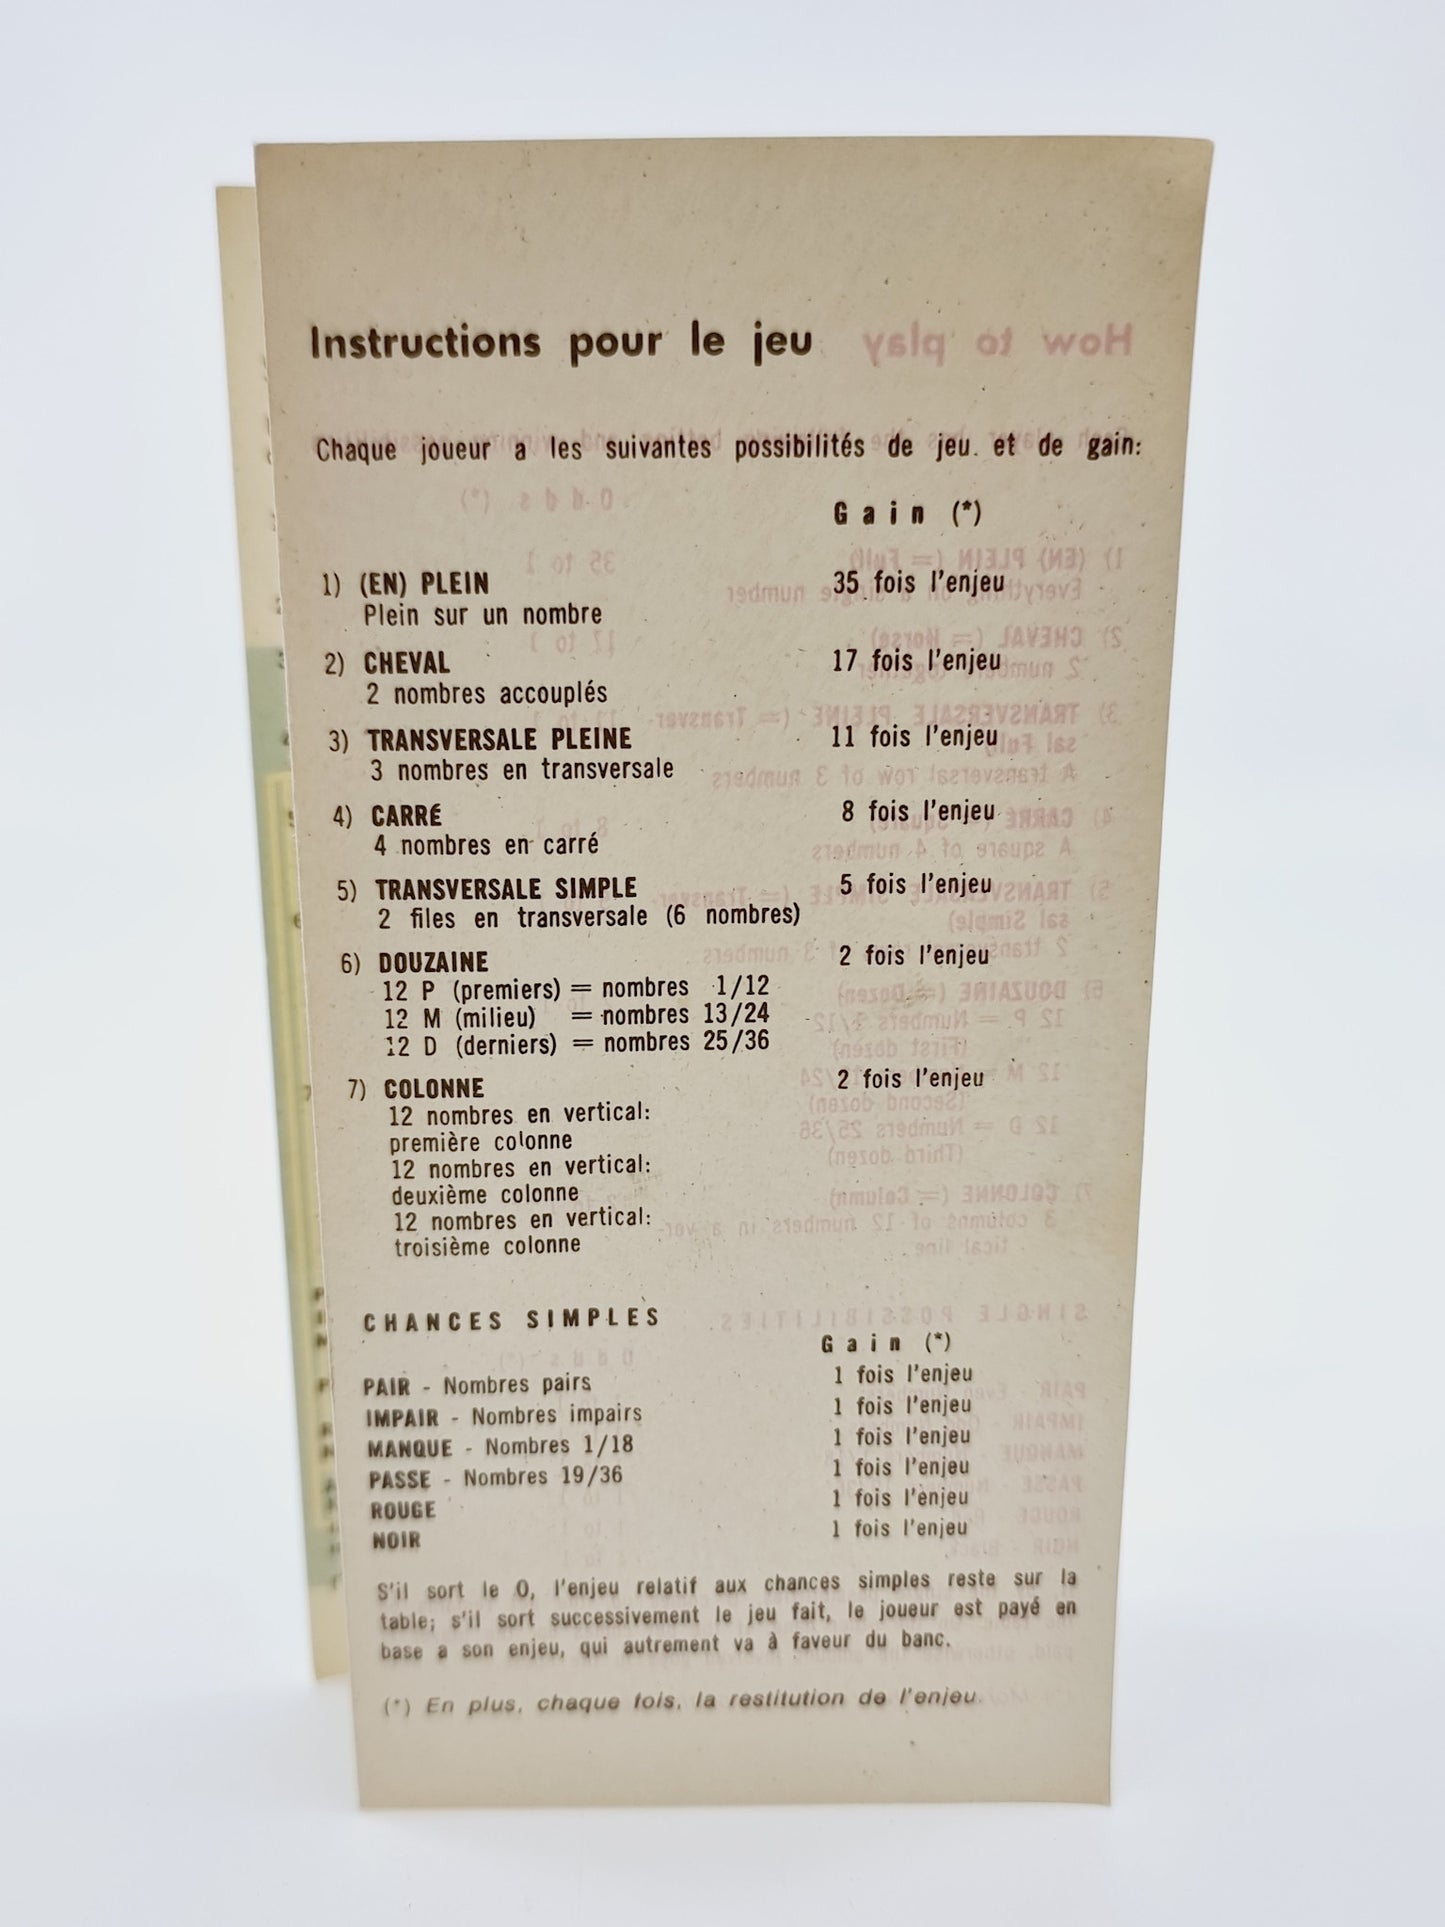 Instructions pour le jeu
Chaque joueur a les suivantes possibilités de jeu. et de gain:
Gain (*)
1) (EN) PLEIN 35 fois l'enjeu
Plein sur un nombre
2) CHEVAL 17 fois l'enjeu
2 nombres accouplés
3) TRANSVERSALE PLEINE 11 fois l'enjeu
3 nombres en transversale
4) CARRÉ 8 fois l'enjeu
4 nombres en carré
5) TRANSVERSALE SIMPLE 5 fois l'enjeu
2 files en transversale (6 nombres)
6) DOUZAINE 2 fois l'enjeu
12 P (premiers) = nombres 1/12
12 M (milieu) = nombres 13/24
12 D (derniers) = nombres 25/36
7) COLONNE 2 fois l'enjeu
12 nombres en vertical:
première colonne
12 nombres en vertical:
deuxième colonne
12 nombres en vertical:
troisième colonne
CHANCES SIMPLES
Gain (*)
PAIR - Nombres pairs 1 fois l'enjeu
IMPAIR - Nombres impairs 1 fois l'enjeu
MANQUE - Nombres 1/18 1 fois l'enjeu
PASSE - Nombres 19/36 1 fois l'enjeu
ROUGE 1 fois l'enjeu
NOIR 1 fois l'enjeu
S'il sort le 0, l'enjeu relatif aux chances simples reste sur la
table; s'il sort successivement le jeu fait, le joueur est payé en
base a son enjeu, qui autrement va à faveur du banc.
(*) En plus, chaque fois, la restitution de l'enjeu.